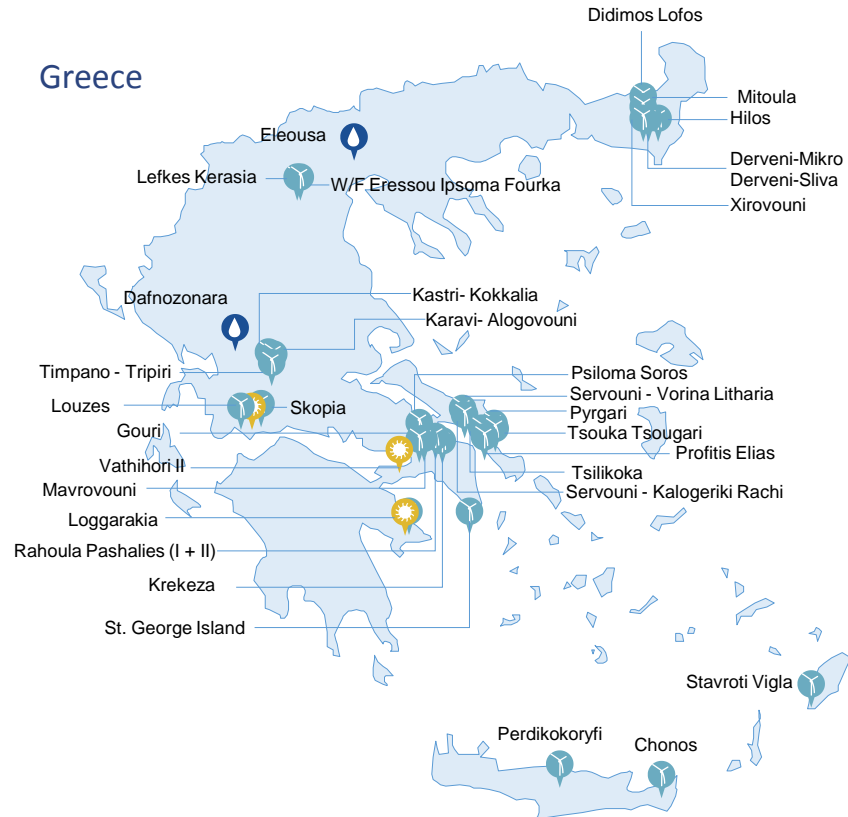 Didimos Lofos
Greece
Mitoula
Hilos
Eleousa
Derveni-Mikro
Derveni-Sliva
Lefkes Kerasia
W/F Eressou Ipsoma Fourka
Xirovouni
Dafnozonara
Kastri- Kokkalia
Karavi- Alogovouni
Timpano - Tripiri
Psiloma Soros
Servouni - Vorina Litharia
Louzes
Skopia
Pyrgari
Gouri
Tsouka Tsougari
Profitis Elias
Vathihori II
Tsilikoka
Mavrovouni
Servouni - Kalogeriki Rachi
Loggarakia
Rahoula Pashalies (I + II)
Krekeza
St. George Island
Stavroti Vigla
Perdikokoryfi
Chonos